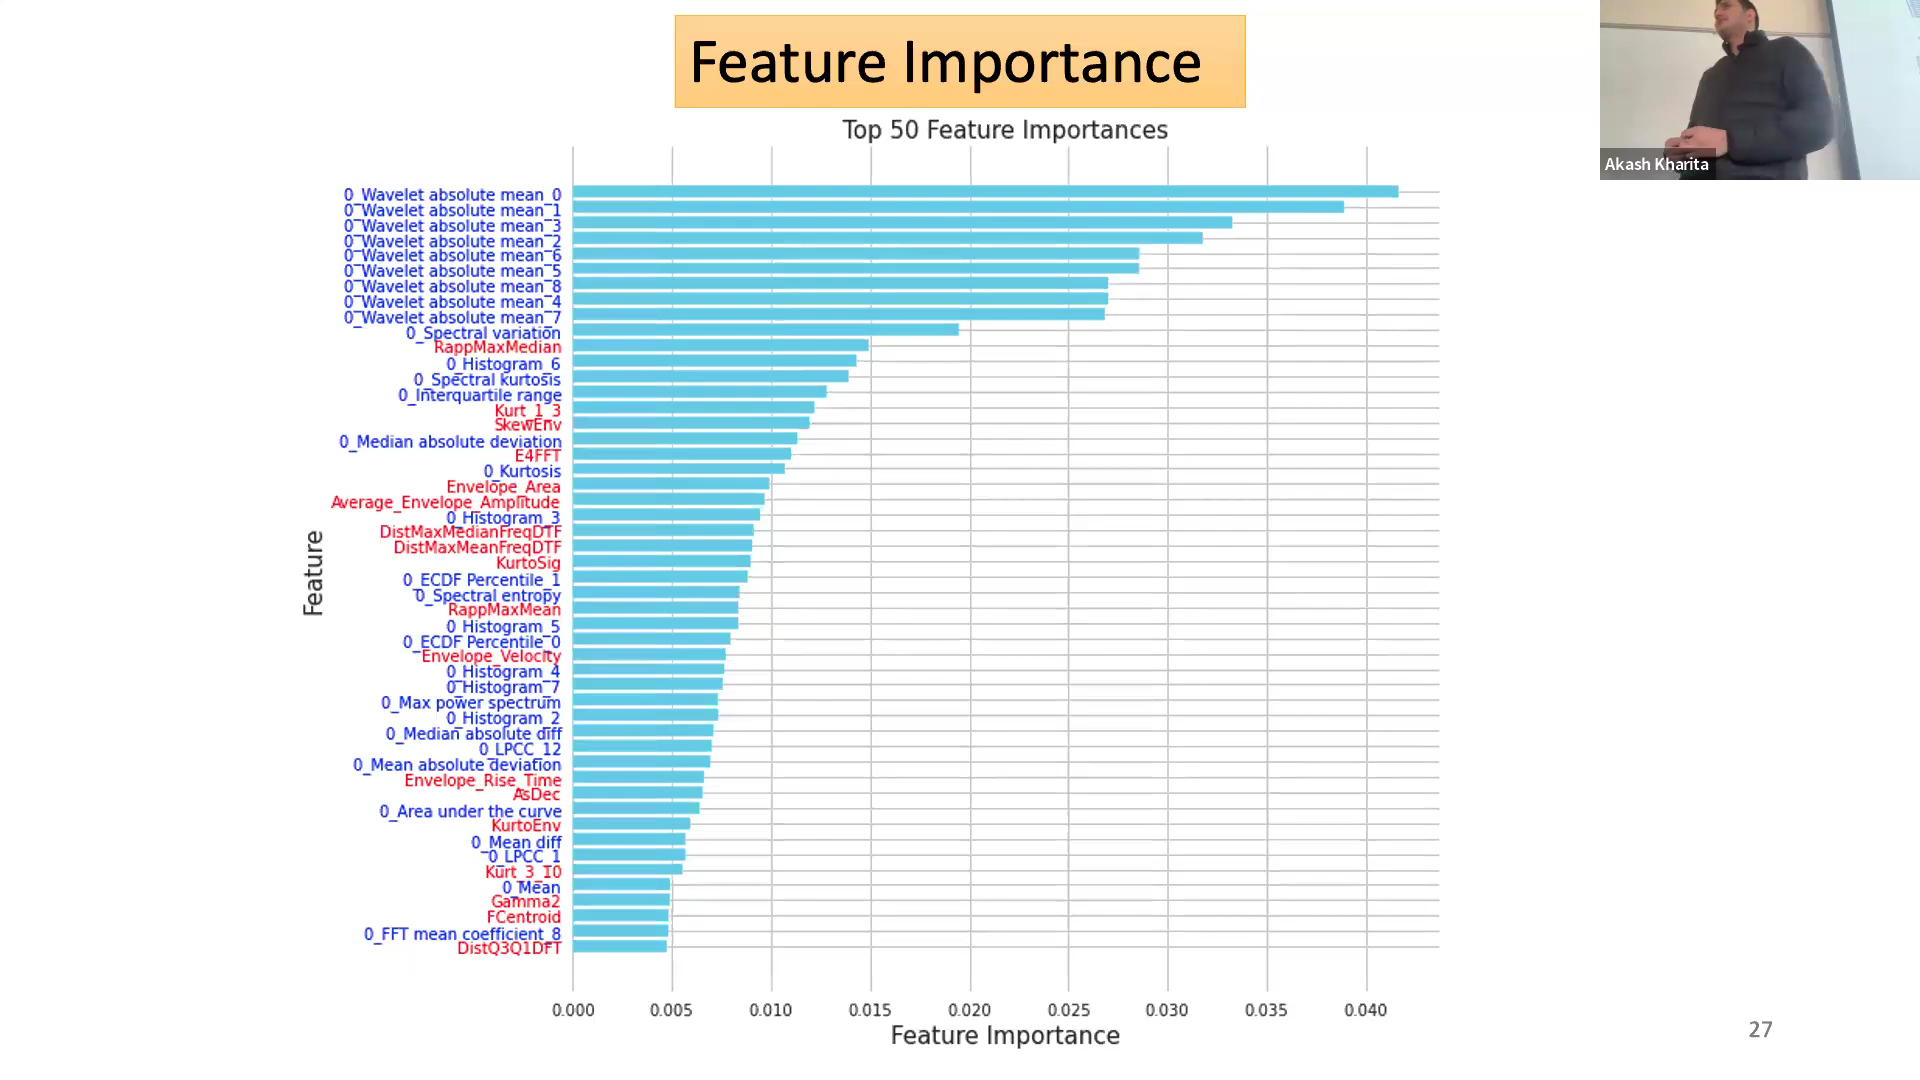 Feature Importance
Akash Kharita
Top 50 Feature Importances
Feature
0_Wavelet absolute mean_0
0_Wavelet absolute mean_1
0_Wavelet absolute mean_3
0_Wavelet absolute mean_2
0_Wavelet absolute mean_6
0_Wavelet absolute mean_5
0_Wavelet absolute mean_8
0_Wavelet absolute mean_4
0_Wavelet absolute mean_7
0_Spectral variation
RappMaxMedian
0_Histogram_6
0_Spectral kurtosis
0_Interquartile range
Kurt_1_3
SkewEnv
0_Median absolute deviation
E4FFT
0_Kurtosis
Envelope_Area
Average_Envelope_Amplitude
0_Histogram_3
DistMaxMedianFreqDTF
DistMaxMeanFreqDTF
KurtoSig
0_ECDF Percentile_1
0_Spectral entropy
RappMaxMean
0_Histogram_5
0_ECDF Percentile_0
Envelope_Velocity
0_Histogram_4
0_Histogram_7
0_Max power spectrum
0_Histogram_2
0_Median absolute diff
0_LPCC_12
0_Mean absolute deviation
Envelope_Rise_Time
AsDec
0_Area under the curve
KurtoEnv
0_Mean diff
0_LPCC_1
Kurt_3_10
0_Mean
Gamma2
FCentroid
0_FFT mean coefficient_8
DistQ3Q1DFT
0.000 0.005 0.010 0.015 0.020 0.025 0.030 0.035 0.040
Feature Importance
27